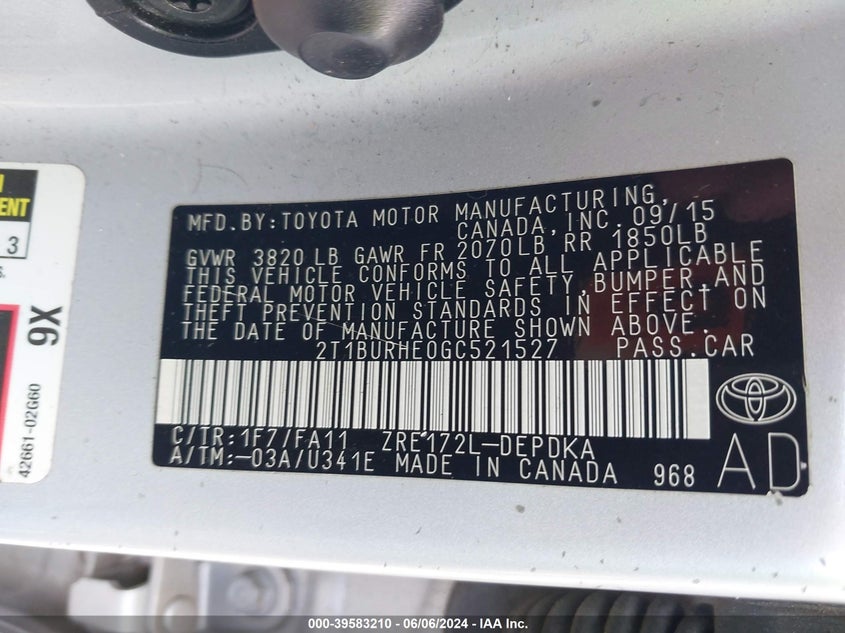 MFD.BY:TOYOTA MOTOR MANUFACTURING,
CANADA,INC. 09/15
GVWR 3820 LB GAWR FR 2070LB RR 1850LB
THIS VEHICLE CONFORMS TO ALL APPLICABLE
FEDERAL MOTOR VEHICLE SAFETY,BUMPER,AND
THEFT PREVENTION STANDARDS IN EFFECT ON
THE DATE OF MANUFACTURE SHOWN ABOVE.
2T1BURHE0GC521527 PASS.CAR
C/TR:1F7/FA11 ZRE172L-DEPDKA
A/TM:-03A/U341E MADE IN CANADA 968 AD
3
9X
42661-02G60
000-39583210 - 06/06/2024 - IAA Inc.